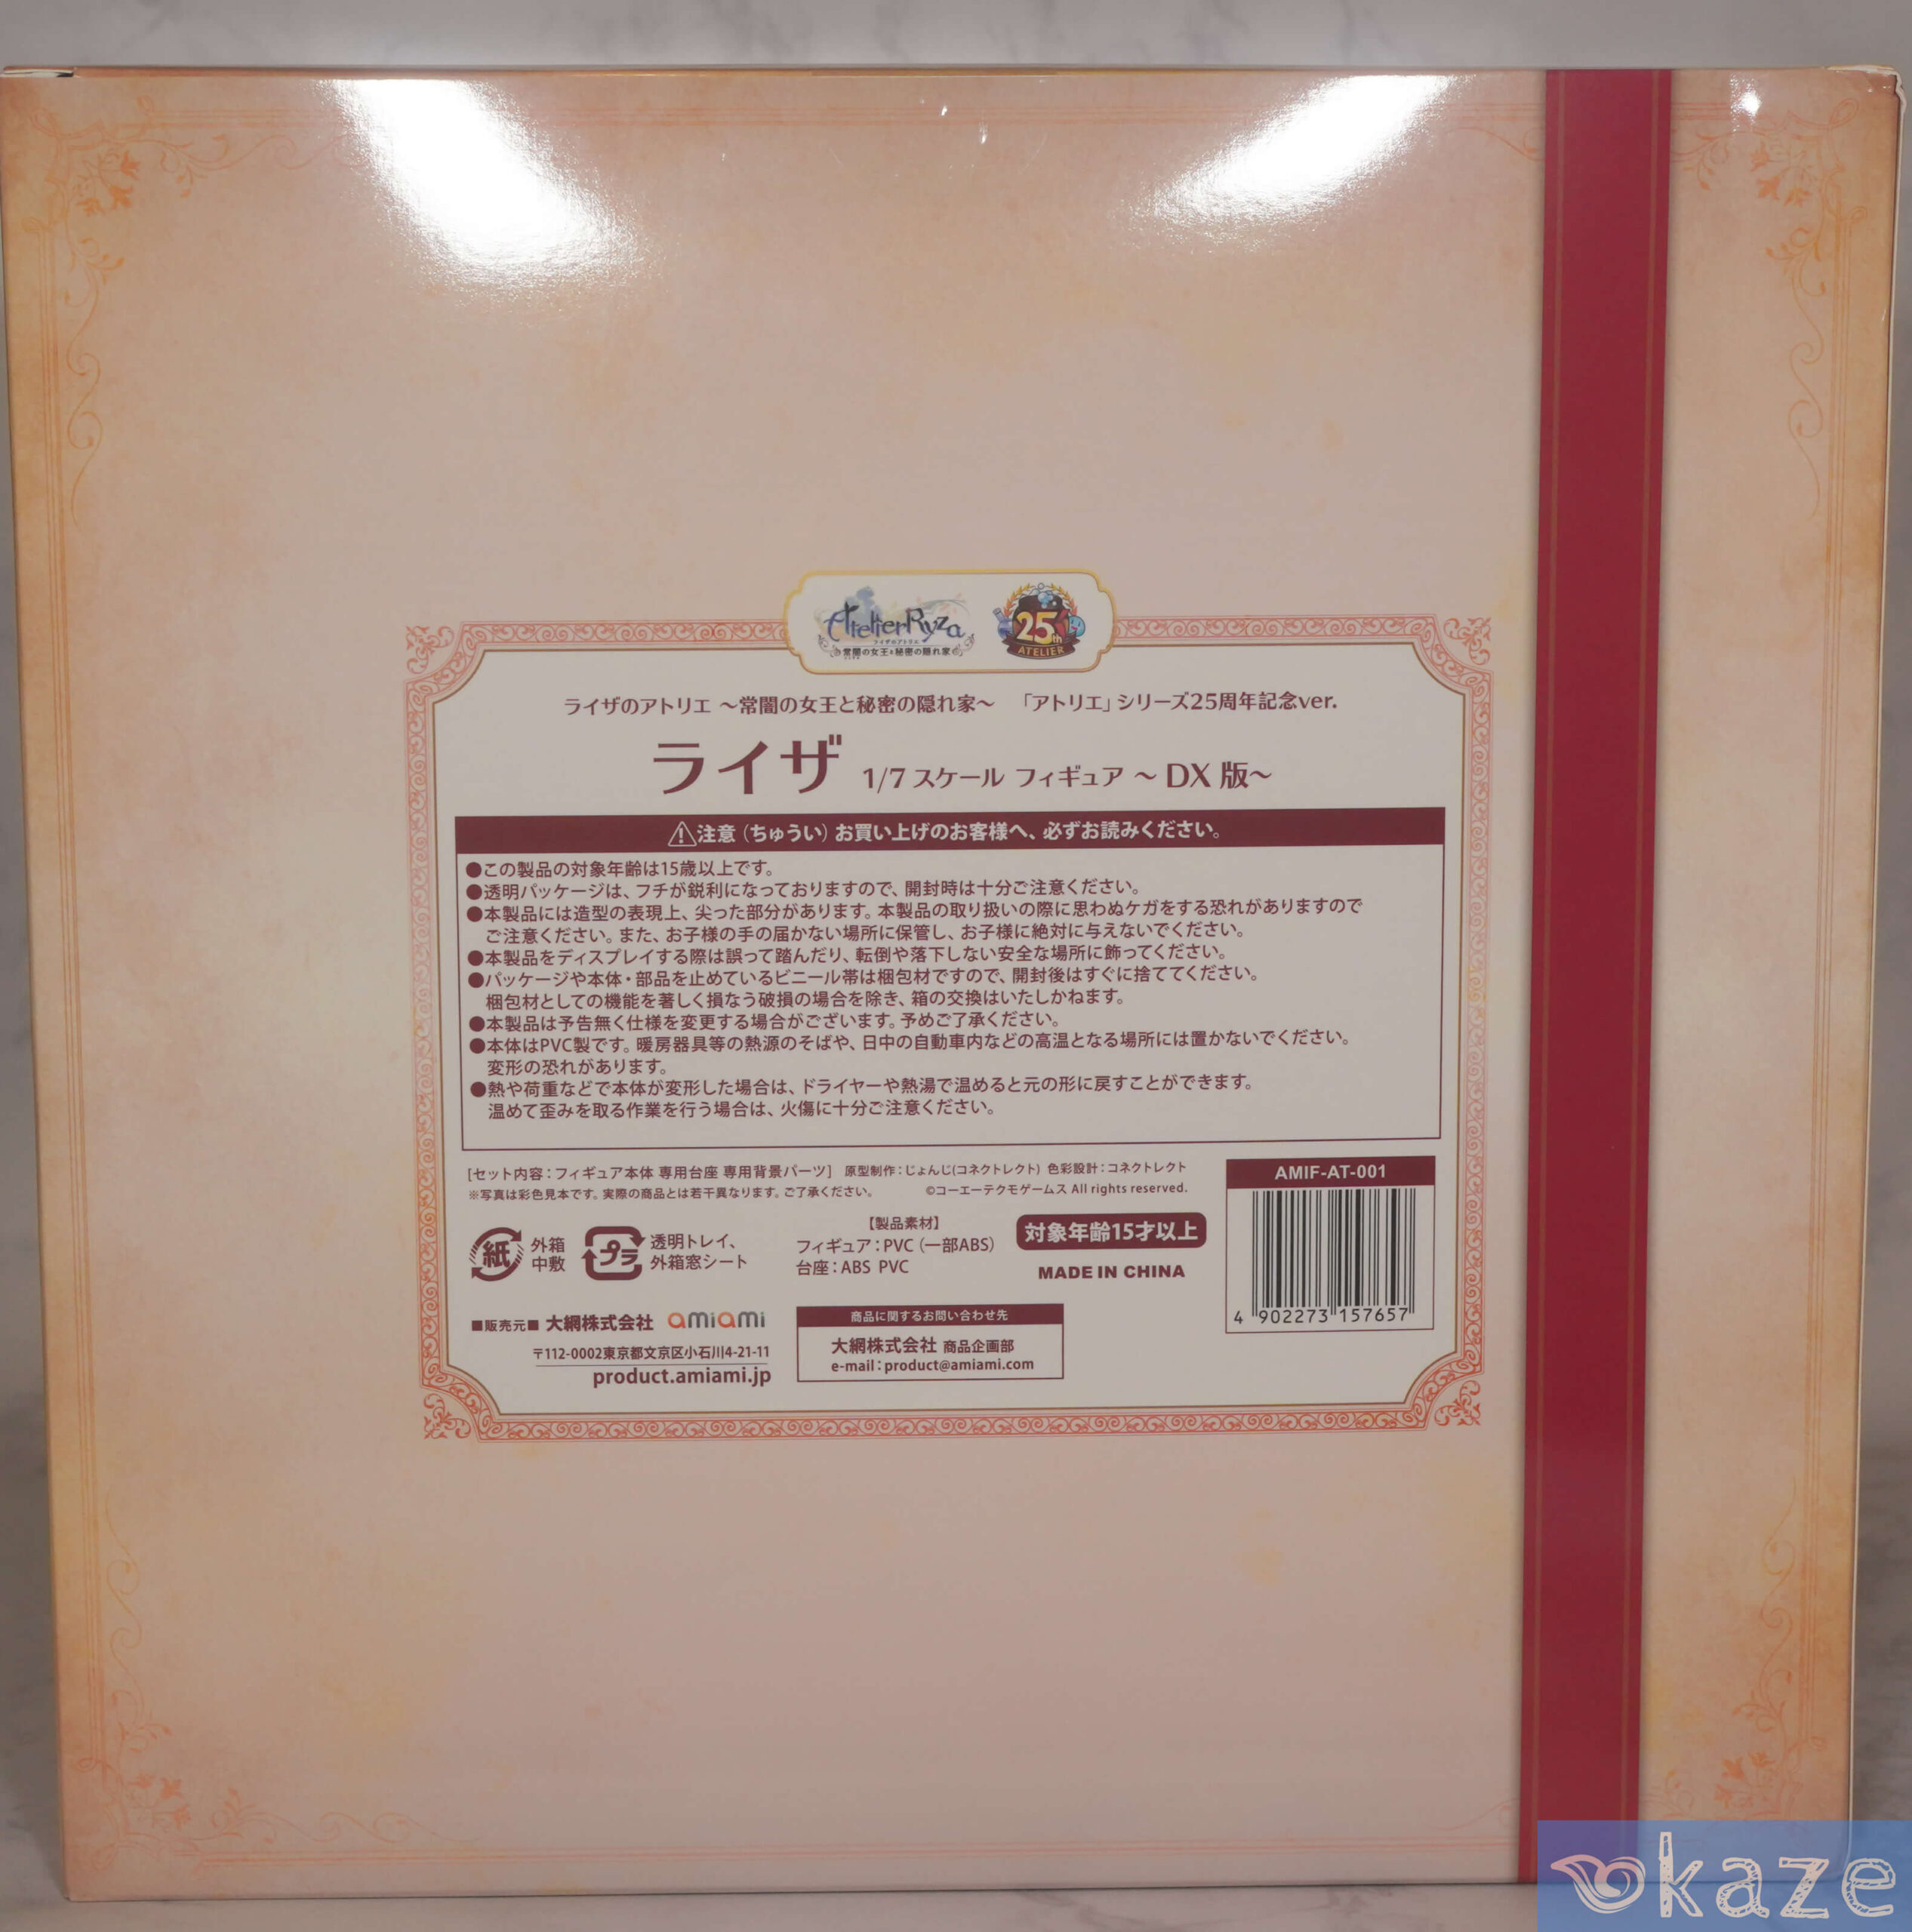 Atelier Ryza
ライザのアトリエ
常闇の女王と秘密の隠れ家
25th
ATELIER
ライザのアトリエ ～常闇の女王と秘密の隠れ家～ 「アトリエ」シリーズ25周年記念ver.
ライザ 1/7 スケール フィギュア ～ DX 版～
⚠注意（ちゅうい）お買い上げのお客様へ、必ずお読みください。
●この製品の対象年齢は15歳以上です。
●透明パッケージは、フチが鋭利になっておりますので、開封時は十分ご注意ください。
●本製品には造型の表現上、尖った部分があります。本製品の取り扱いの際に思わぬケガをする恐れがありますので
ご注意ください。また、お子様の手の届かない場所に保管し、お子様に絶対に与えないでください。
●本製品をディスプレイする際は誤って踏んだり、転倒や落下しない安全な場所に飾ってください。
●パッケージや本体・部品を止めているビニール帯は梱包材ですので、開封後はすぐに捨ててください。
梱包材としての機能を著しく損なう破損の場合を除き、箱の交換はいたしかねます。
●本製品は予告無く仕様を変更する場合がございます。予めご了承ください。
●本体はPVC製です。暖房器具等の熱源のそばや、日中の自動車内などの高温となる場所には置かないでください。
変形の恐れがあります。
●熱や荷重などで本体が変形した場合は、ドライヤーや熱湯で温めると元の形に戻すことができます。
温めて歪みを取る作業を行う場合は、火傷に十分ご注意ください。
[セット内容：フィギュア本体 専用台座 専用背景パーツ] 原型制作：じょんじ(コネクトレクト) 色彩設計：コネクトレクト
※写真は彩色見本です。実際の商品とは若干異なります。ご了承ください。 ©コーエーテクモゲームス All rights reserved.
AMIF-AT-001
紙 外箱
中敷
プラ 透明トレイ、
外箱窓シート
【製品素材】
フィギュア：PVC（一部ABS）
台座：ABS PVC
対象年齢15才以上
MADE IN CHINA
4 902273 157657
■販売元■ 大網株式会社 amiami
〒112-0002東京都文京区小石川4-21-11
product.amiami.jp
商品に関するお問い合わせ先
大網株式会社 商品企画部
e-mail：product@amiami.com
okaze